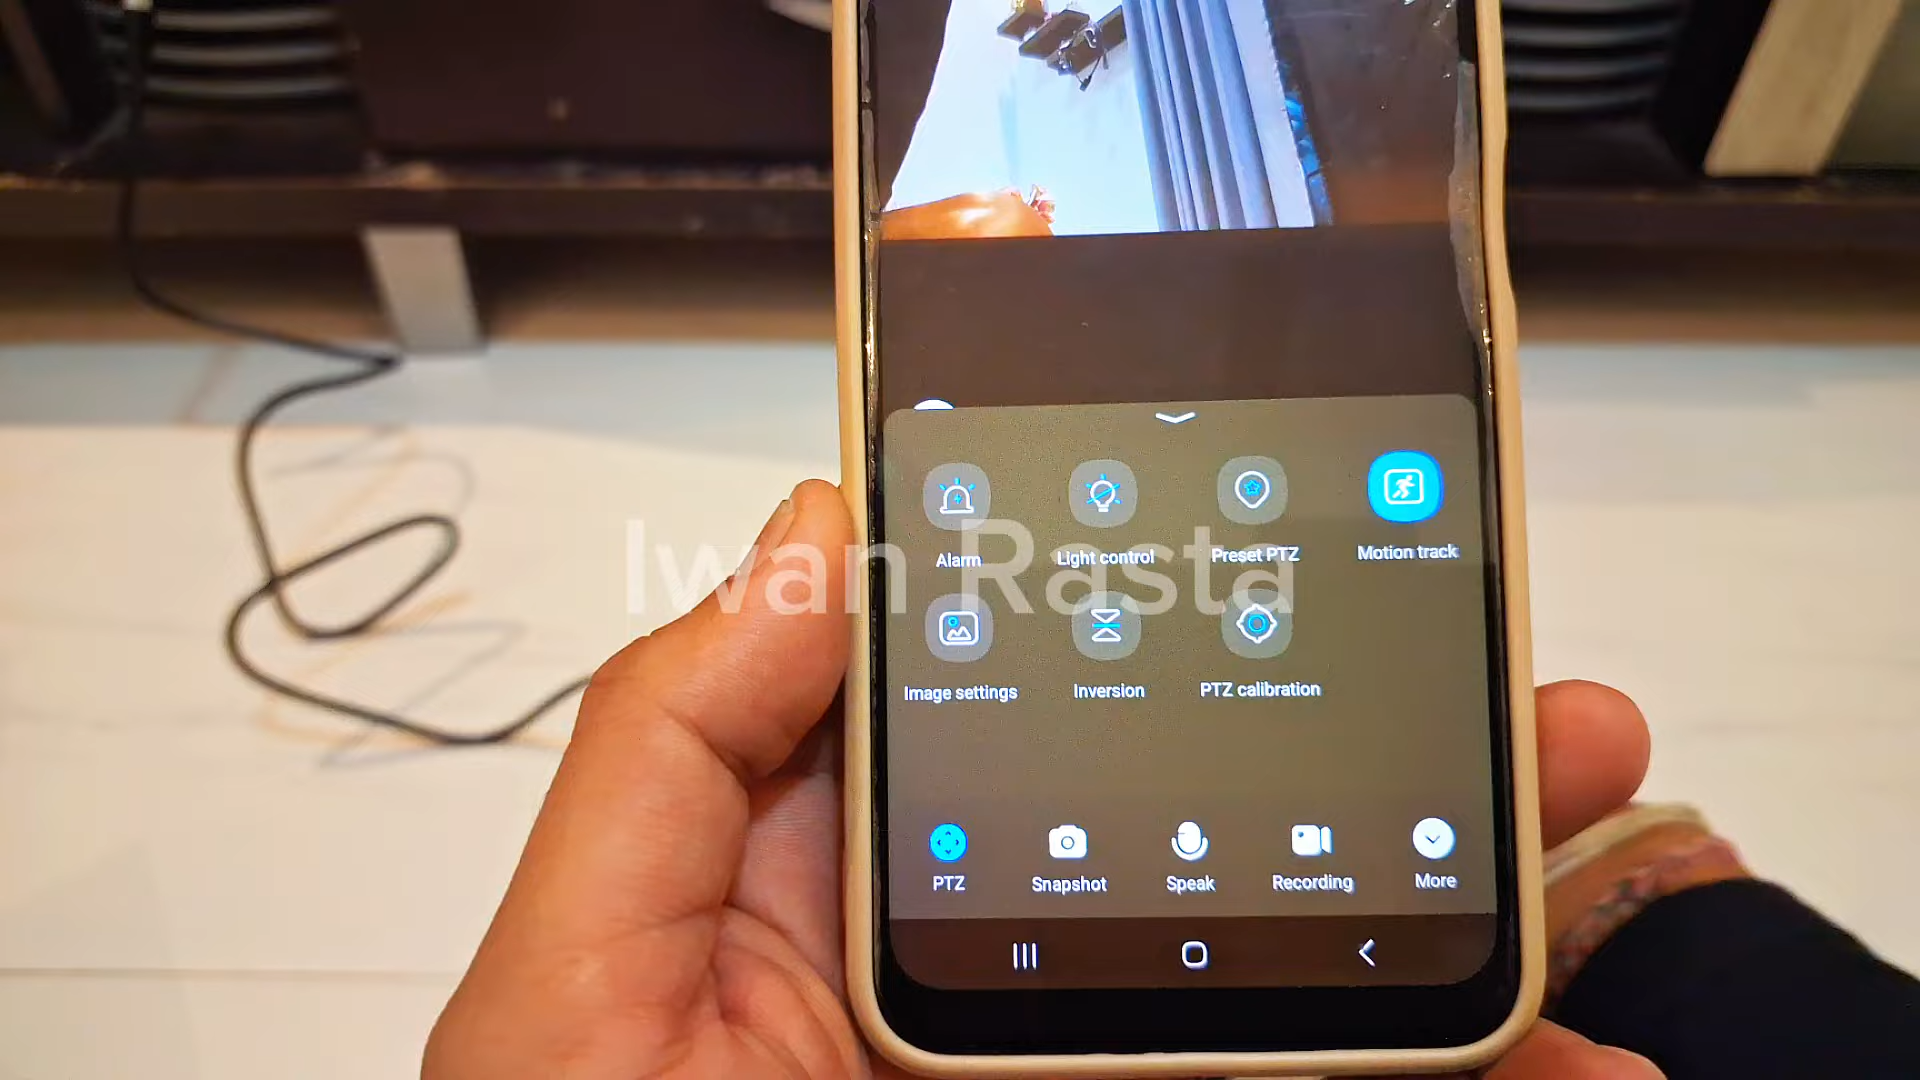 Alarm
Light control
Preset PTZ
Motion track
Iwan Rasta
Image settings
Inversion
PTZ calibration
PTZ
Snapshot
Speak
Recording
More